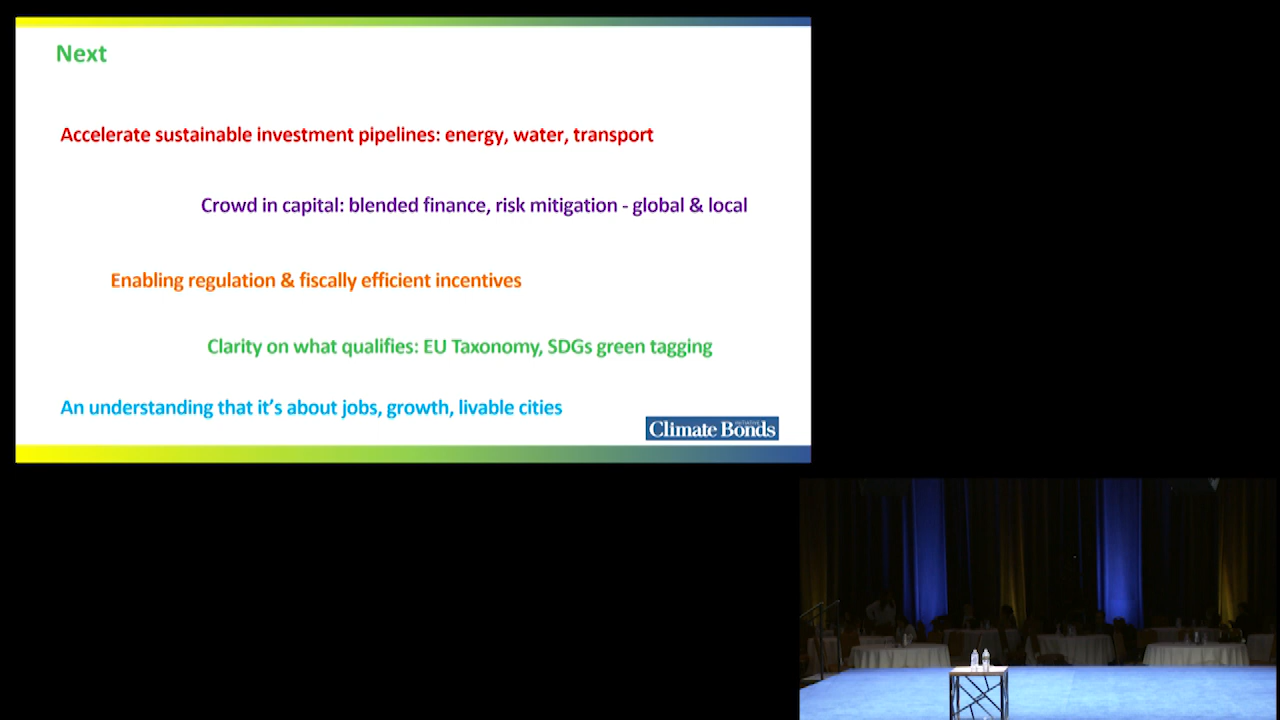 Next
Accelerate sustainable investment pipelines: energy, water, transport
Crowd in capital: blended finance, risk mitigation - global & local
Enabling regulation & fiscally efficient incentives
Clarity on what qualifies: EU Taxonomy, SDGs green tagging
An understanding that it’s about jobs, growth, livable cities
Climate Bonds